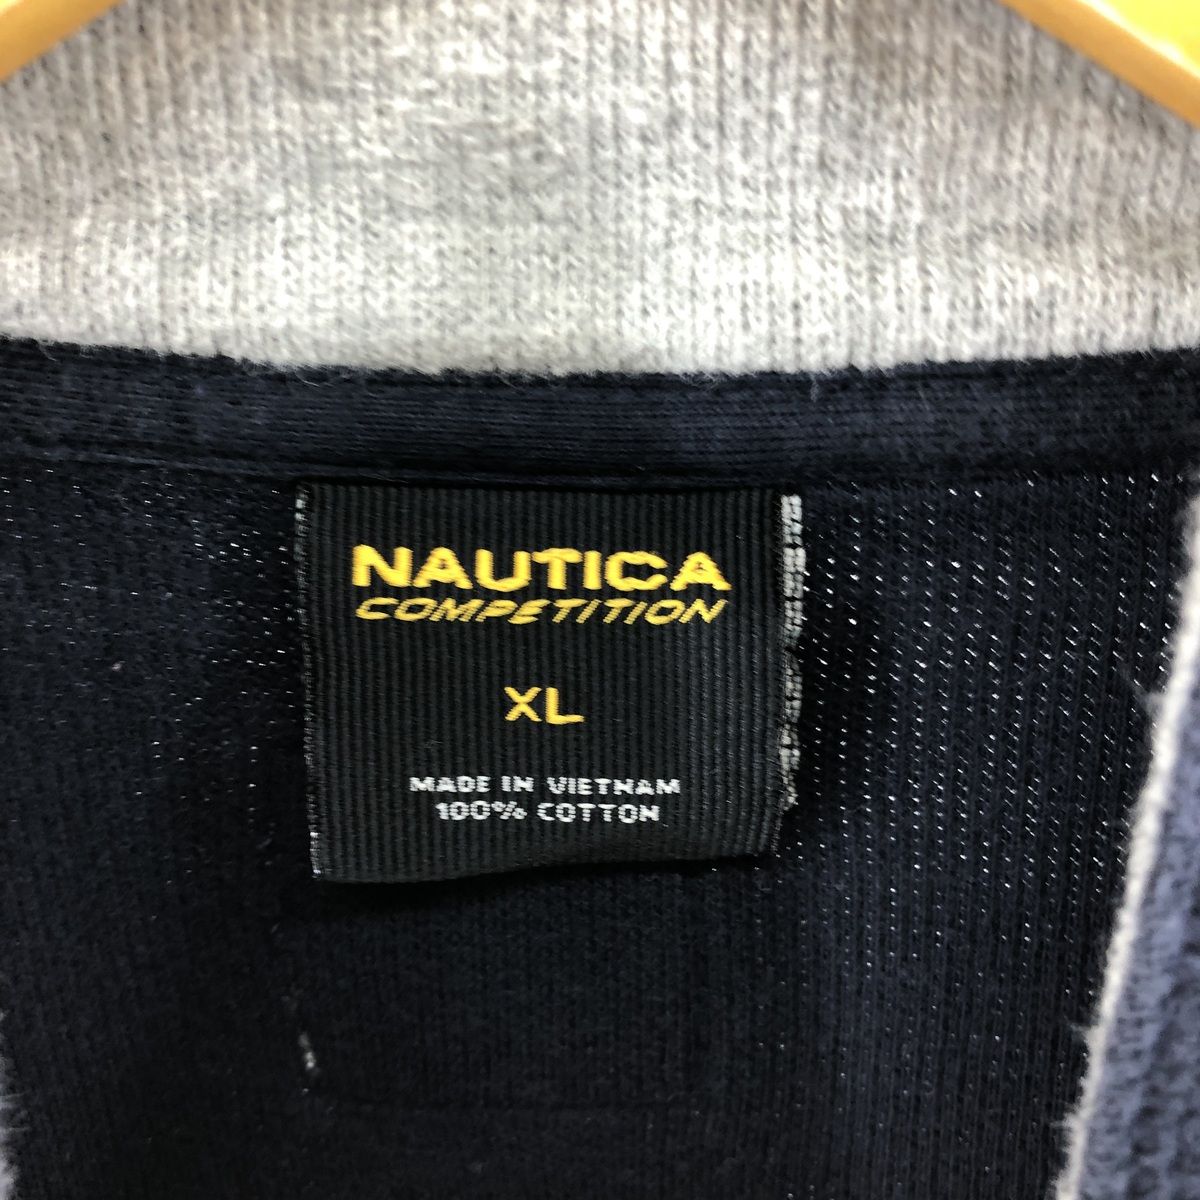 NAUTICA
COMPETITION
XL
MADE IN VIETNAM
100% COTTON